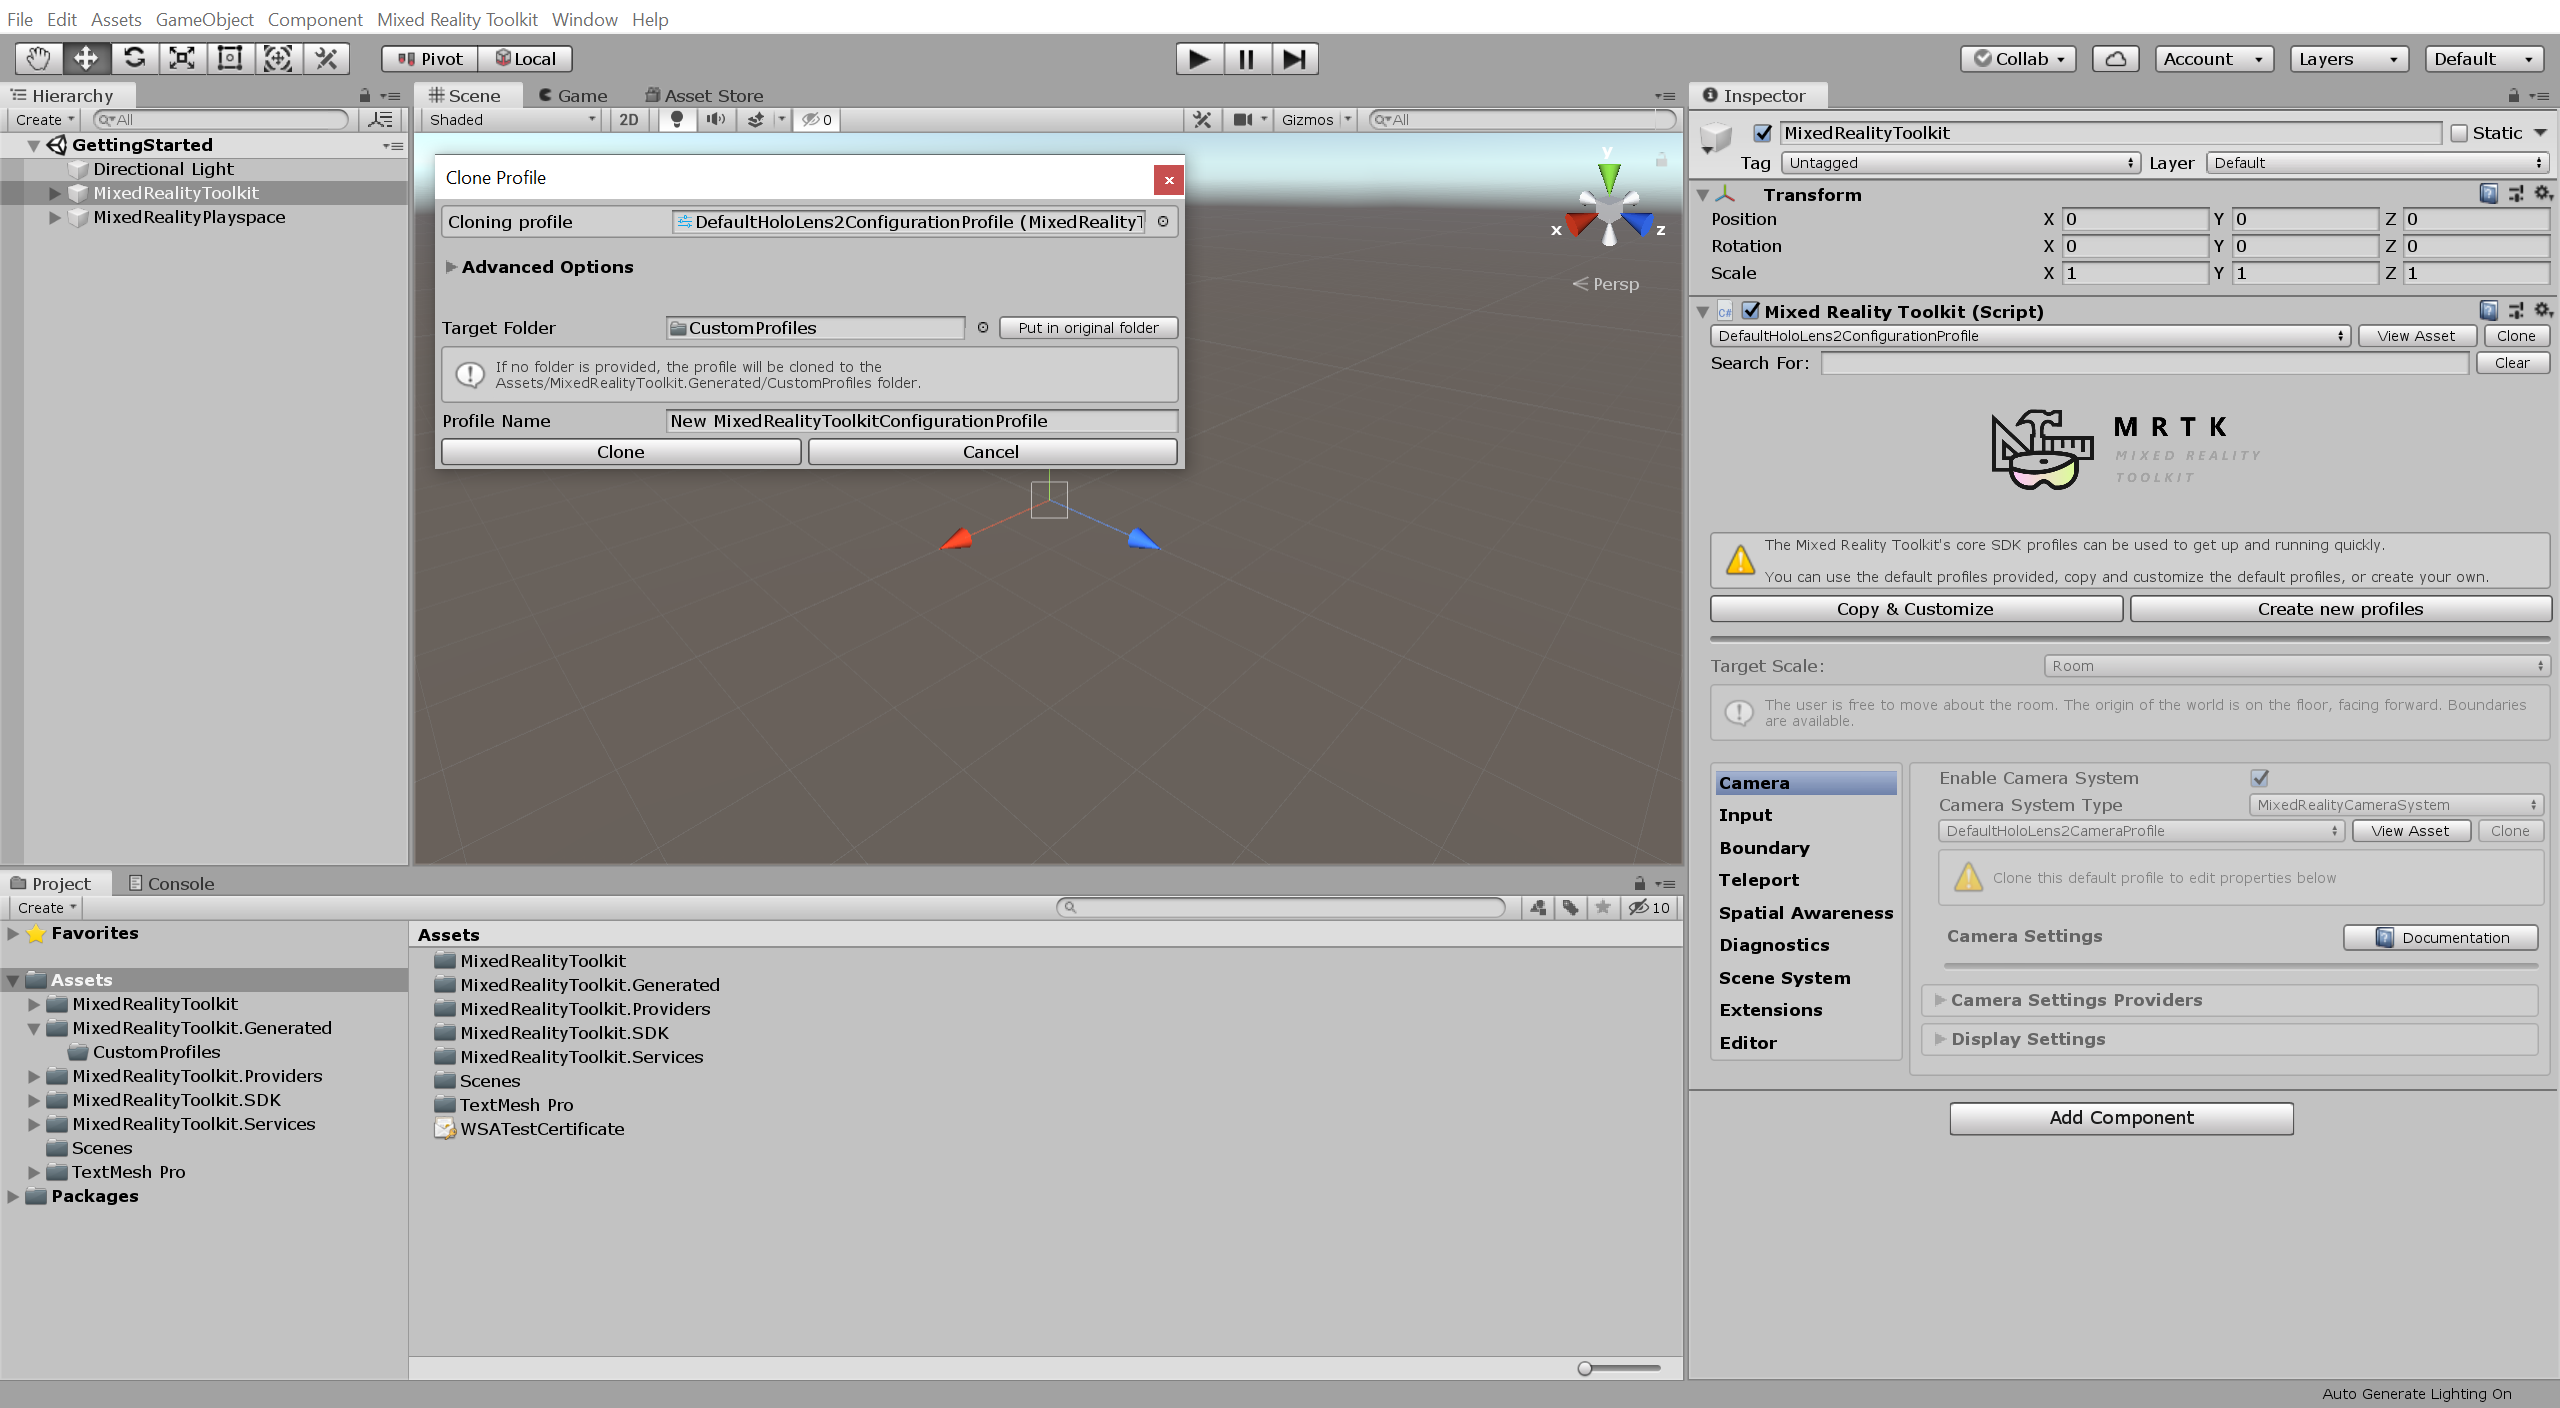 File Edit Assets GameObject Component Mixed Reality Toolkit Window Help
Pivot Local
Collab Account Layers Default
Hierarchy
Create All
GettingStarted
Directional Light
MixedRealityToolkit
MixedRealityPlayspace
Scene Game Asset Store
Shaded 2D 0 Gizmos All
y
x z
Persp
Clone Profile
x
Cloning profile DefaultHoloLens2ConfigurationProfile (MixedRealityT
Advanced Options
Target Folder CustomProfiles Put in original folder
If no folder is provided, the profile will be cloned to the
Assets/MixedRealityToolkit.Generated/CustomProfiles folder.
Profile Name New MixedRealityToolkitConfigurationProfile
Clone Cancel
Project Console
Create 10
Favorites
Assets
MixedRealityToolkit
MixedRealityToolkit.Generated
CustomProfiles
MixedRealityToolkit.Providers
MixedRealityToolkit.SDK
MixedRealityToolkit.Services
Scenes
TextMesh Pro
Packages
Assets
MixedRealityToolkit
MixedRealityToolkit.Generated
MixedRealityToolkit.Providers
MixedRealityToolkit.SDK
MixedRealityToolkit.Services
Scenes
TextMesh Pro
WSATestCertificate
Inspector
MixedRealityToolkit Static
Tag Untagged Layer Default
Transform
Position X 0 Y 0 Z 0
Rotation X 0 Y 0 Z 0
Scale X 1 Y 1 Z 1
C# Mixed Reality Toolkit (Script)
DefaultHoloLens2ConfigurationProfile View Asset Clone
Search For: Clear
MRTK
MIXED REALITY
TOOLKIT
The Mixed Reality Toolkit's core SDK profiles can be used to get up and running quickly.
You can use the default profiles provided, copy and customize the default profiles, or create your own.
Copy & Customize Create new profiles
Target Scale: Room
The user is free to move about the room. The origin of the world is on the floor, facing forward. Boundaries
are available.
Camera
Input
Boundary
Teleport
Spatial Awareness
Diagnostics
Scene System
Extensions
Editor
Enable Camera System
Camera System Type MixedRealityCameraSystem
DefaultHoloLens2CameraProfile View Asset Clone
Clone this default profile to edit properties below
Camera Settings Documentation
Camera Settings Providers
Display Settings
Add Component
Auto Generate Lighting On